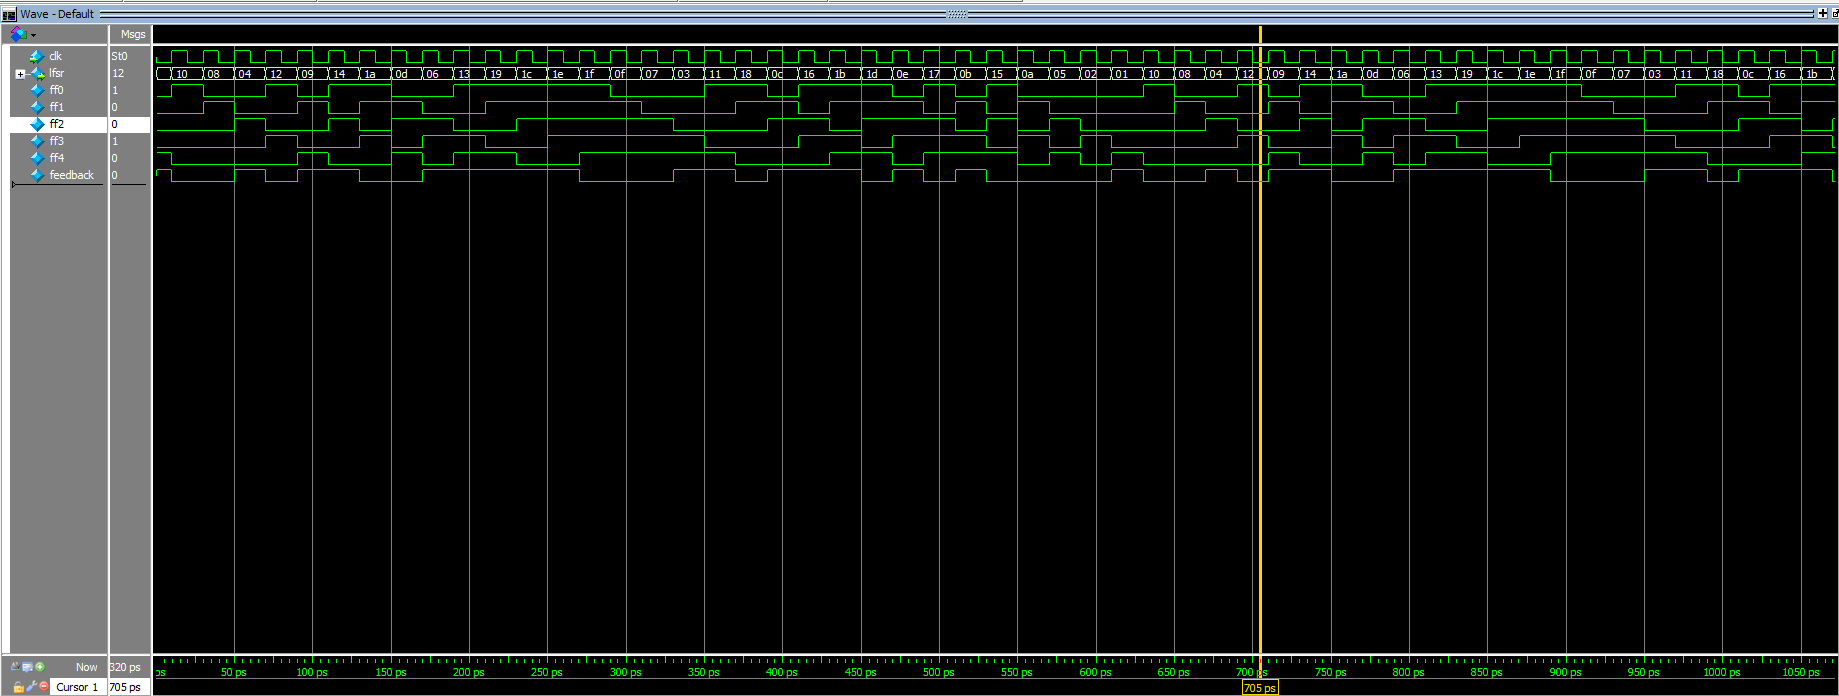 Wave - Default
Msgs
clk St0
lfsr 12 10 08 04 12 09 14 1a 0d 06 13 19 1c 1e 1f 0f 07 03 11 18 0c 16 1b 1d 0e 17 0b 15 0a 05 02 01 10 08 04 12 09 14 1a 0d 06 13 19 1c 1e 1f 0f 07 03 11 18 0c 16 1b
ff0 1
ff1 0
ff2 0
ff3 1
ff4 0
feedback 0
Now 320 ps ps 50 ps 100 ps 150 ps 200 ps 250 ps 300 ps 350 ps 400 ps 450 ps 500 ps 550 ps 600 ps 650 ps 700 ps 750 ps 800 ps 850 ps 900 ps 950 ps 1000 ps 1050 ps
Cursor 1 705 ps 705 ps